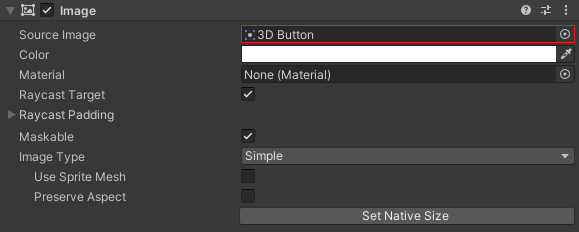 Image
Source Image 3D Button
Color
Material None (Material)
Raycast Target
Raycast Padding
Maskable
Image Type Simple
Use Sprite Mesh
Preserve Aspect
Set Native Size